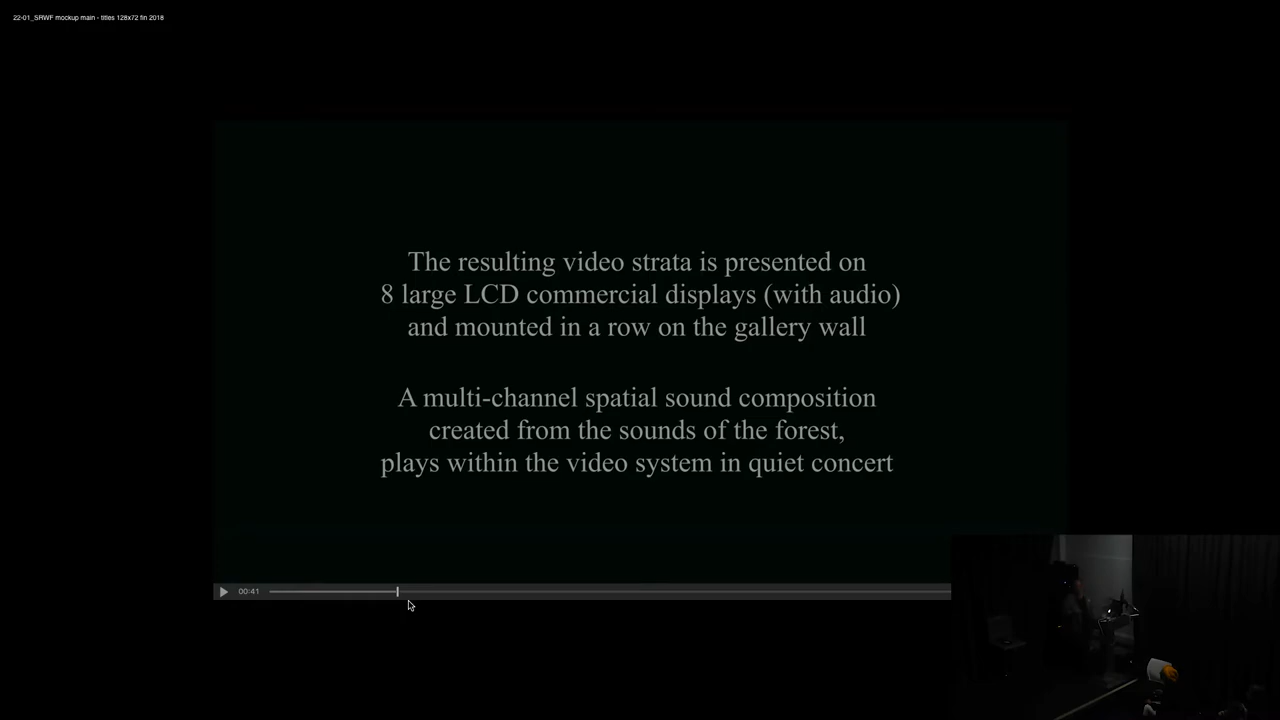 22-01_SRWF mockup main - titles 128x72 fin 2018
The resulting video strata is presented on
8 large LCD commercial displays (with audio)
and mounted in a row on the gallery wall
A multi-channel spatial sound composition
created from the sounds of the forest,
plays within the video system in quiet concert
00:41